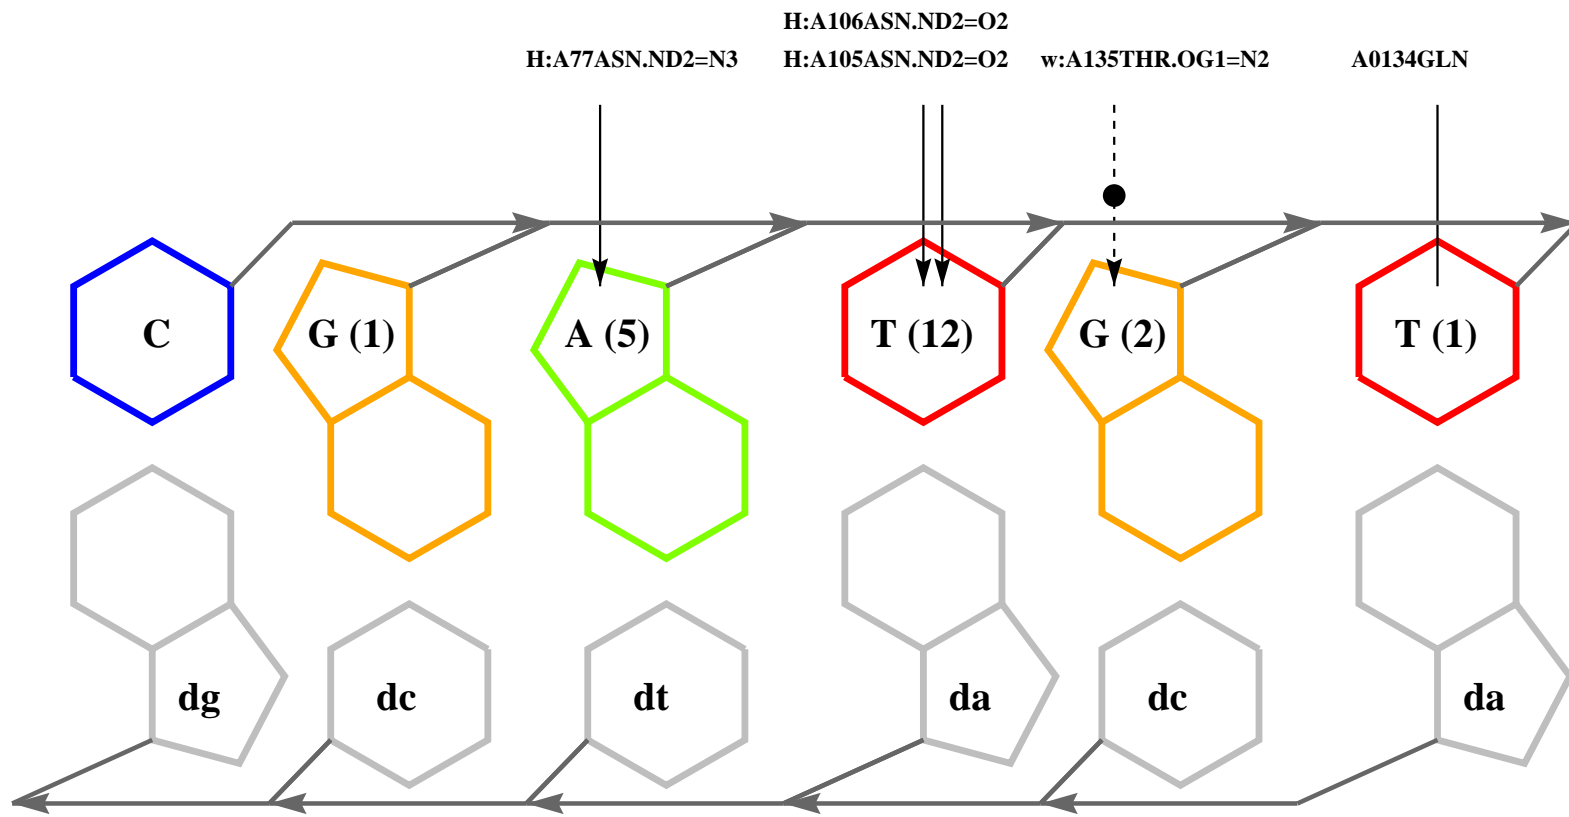 H:A106ASN.ND2=O2
H:A77ASN.ND2=N3 H:A105ASN.ND2=O2 w:A135THR.OG1=N2 A0134GLN
C G (1) A (5) T (12) G (2) T (1)
dg dc dt da dc da